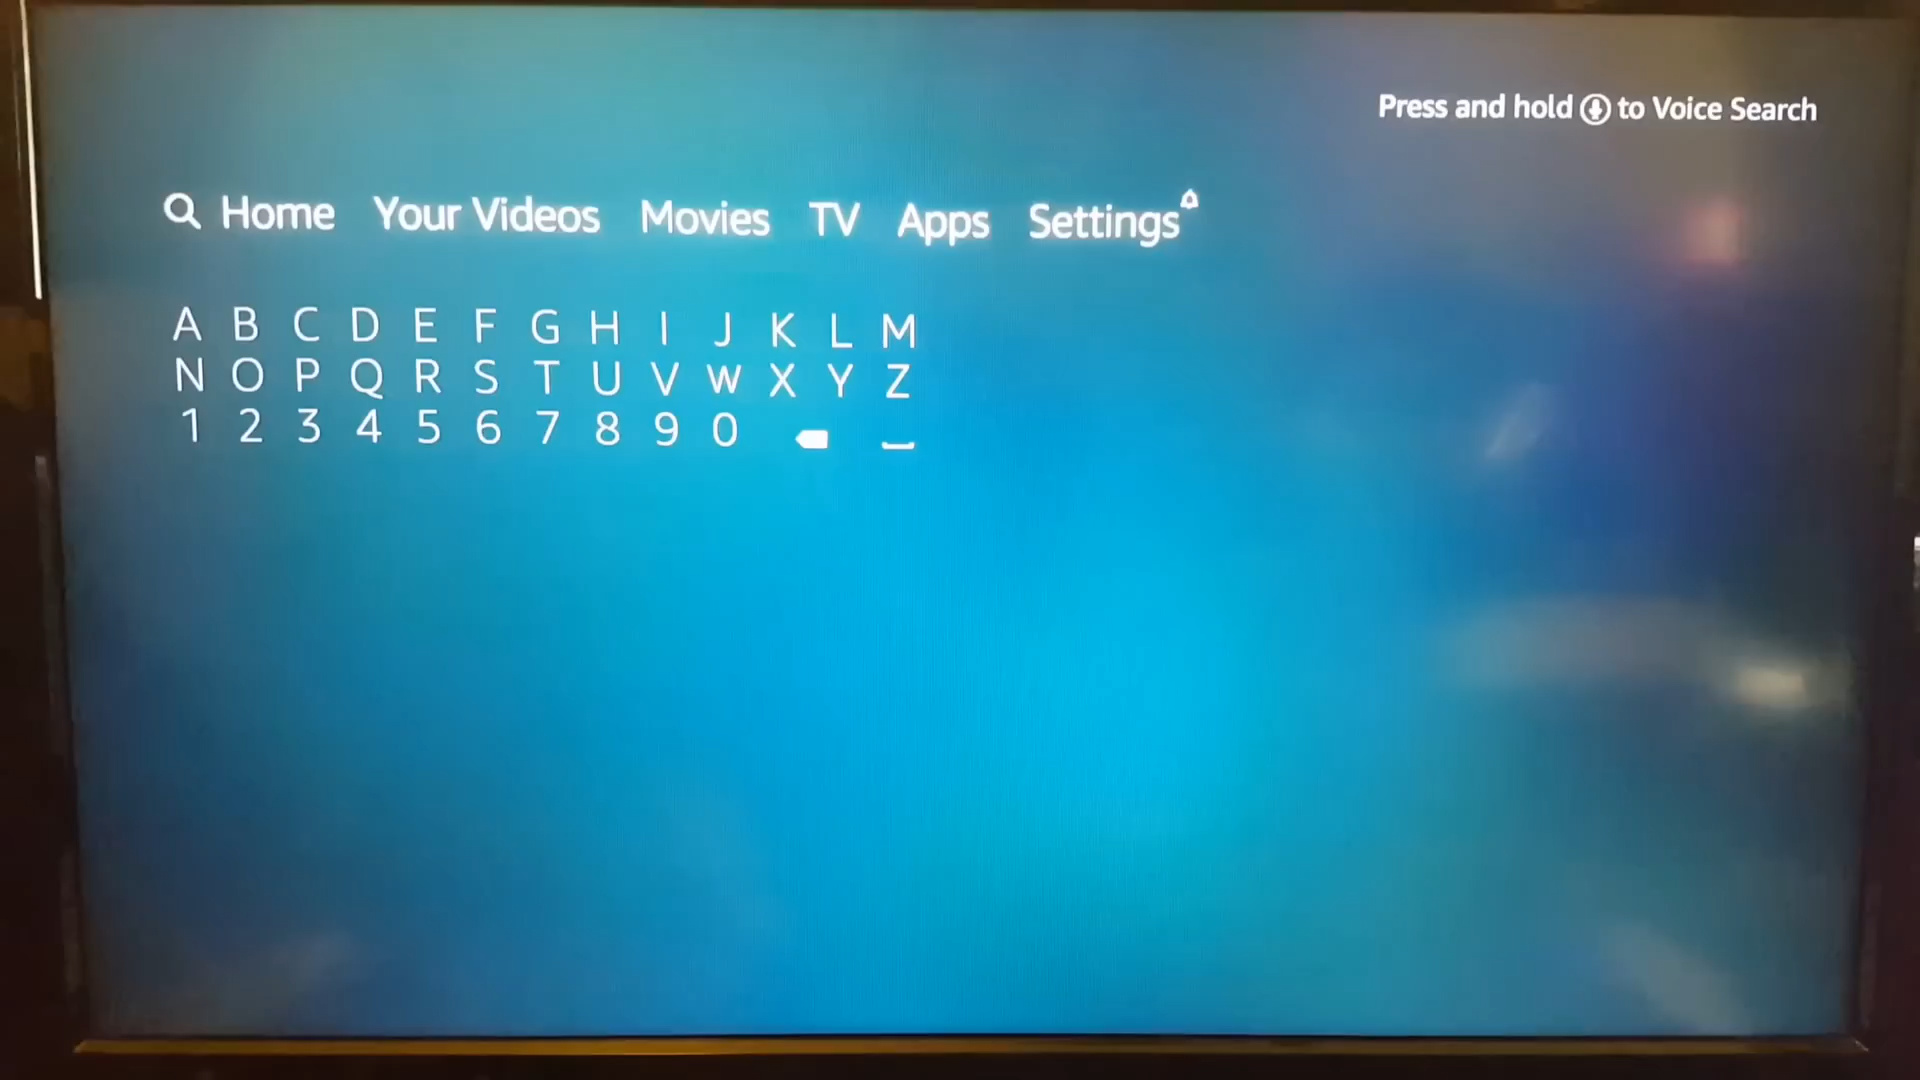 Press and hold to Voice Search
Home Your Videos Movies TV Apps Settings
A B C D E F G H I J K L M
N O P Q R S T U V W X Y Z
1 2 3 4 5 6 7 8 9 0